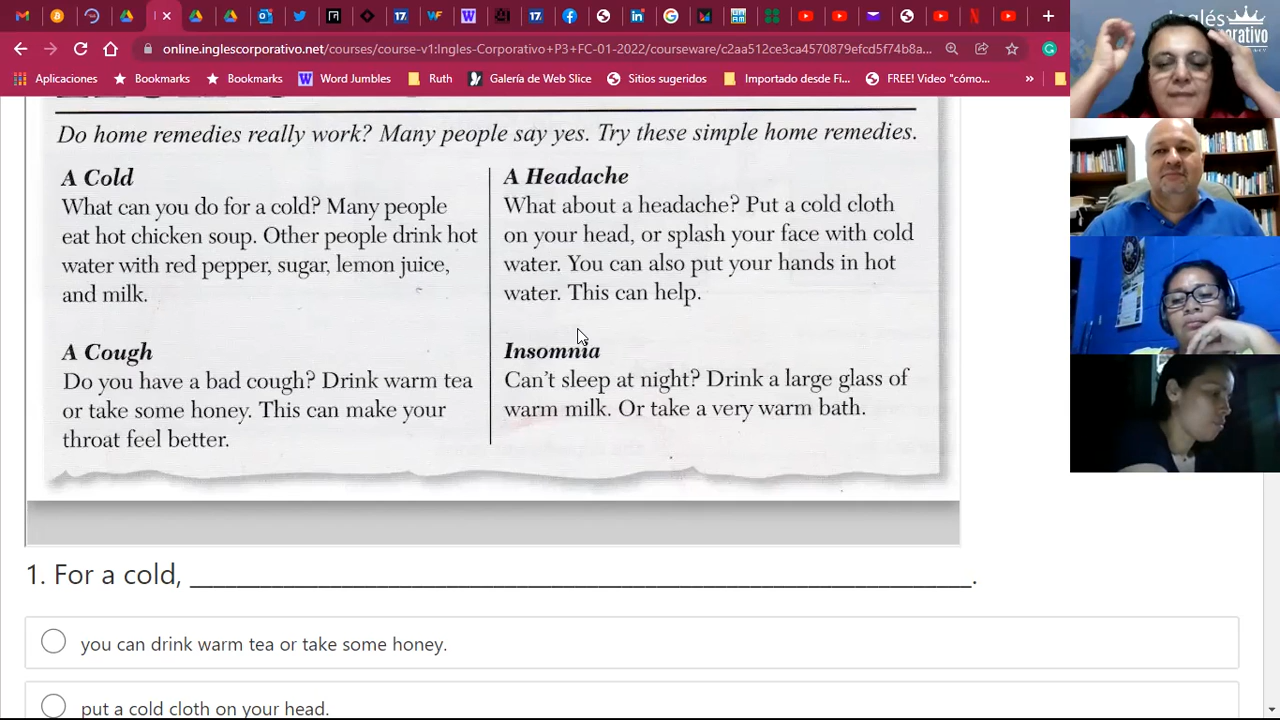 online.inglescorporativo.net/courses/course-v1:Ingles-Corporativo+P3+FC-01-2022/courseware/c2aa512ce3ca4570879efcd5f74b8a...
Aplicaciones Bookmarks Bookmarks Word Jumbles Ruth Galería de Web Slice Sitios sugeridos Importado desde Fi... FREE! Video "cómo... »
Inglés
orporativo
Do home remedies really work? Many people say yes. Try these simple home remedies.
A Cold
What can you do for a cold? Many people
eat hot chicken soup. Other people drink hot
water with red pepper, sugar, lemon juice,
and milk.
A Cough
Do you have a bad cough? Drink warm tea
or take some honey. This can make your
throat feel better.
A Headache
What about a headache? Put a cold cloth
on your head, or splash your face with cold
water. You can also put your hands in hot
water. This can help.
Insomnia
Can't sleep at night? Drink a large glass of
warm milk. Or take a very warm bath.
1. For a cold, ______________________________.
you can drink warm tea or take some honey.
put a cold cloth on your head.